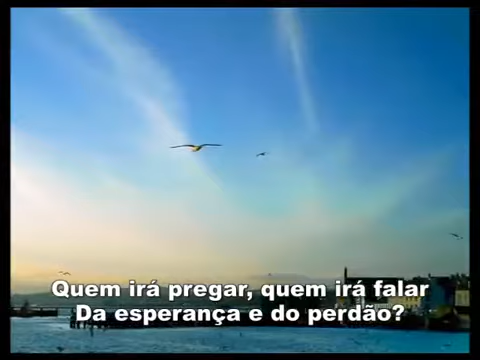 Quem irá pregar, quem irá falar
Da esperança e do perdão?